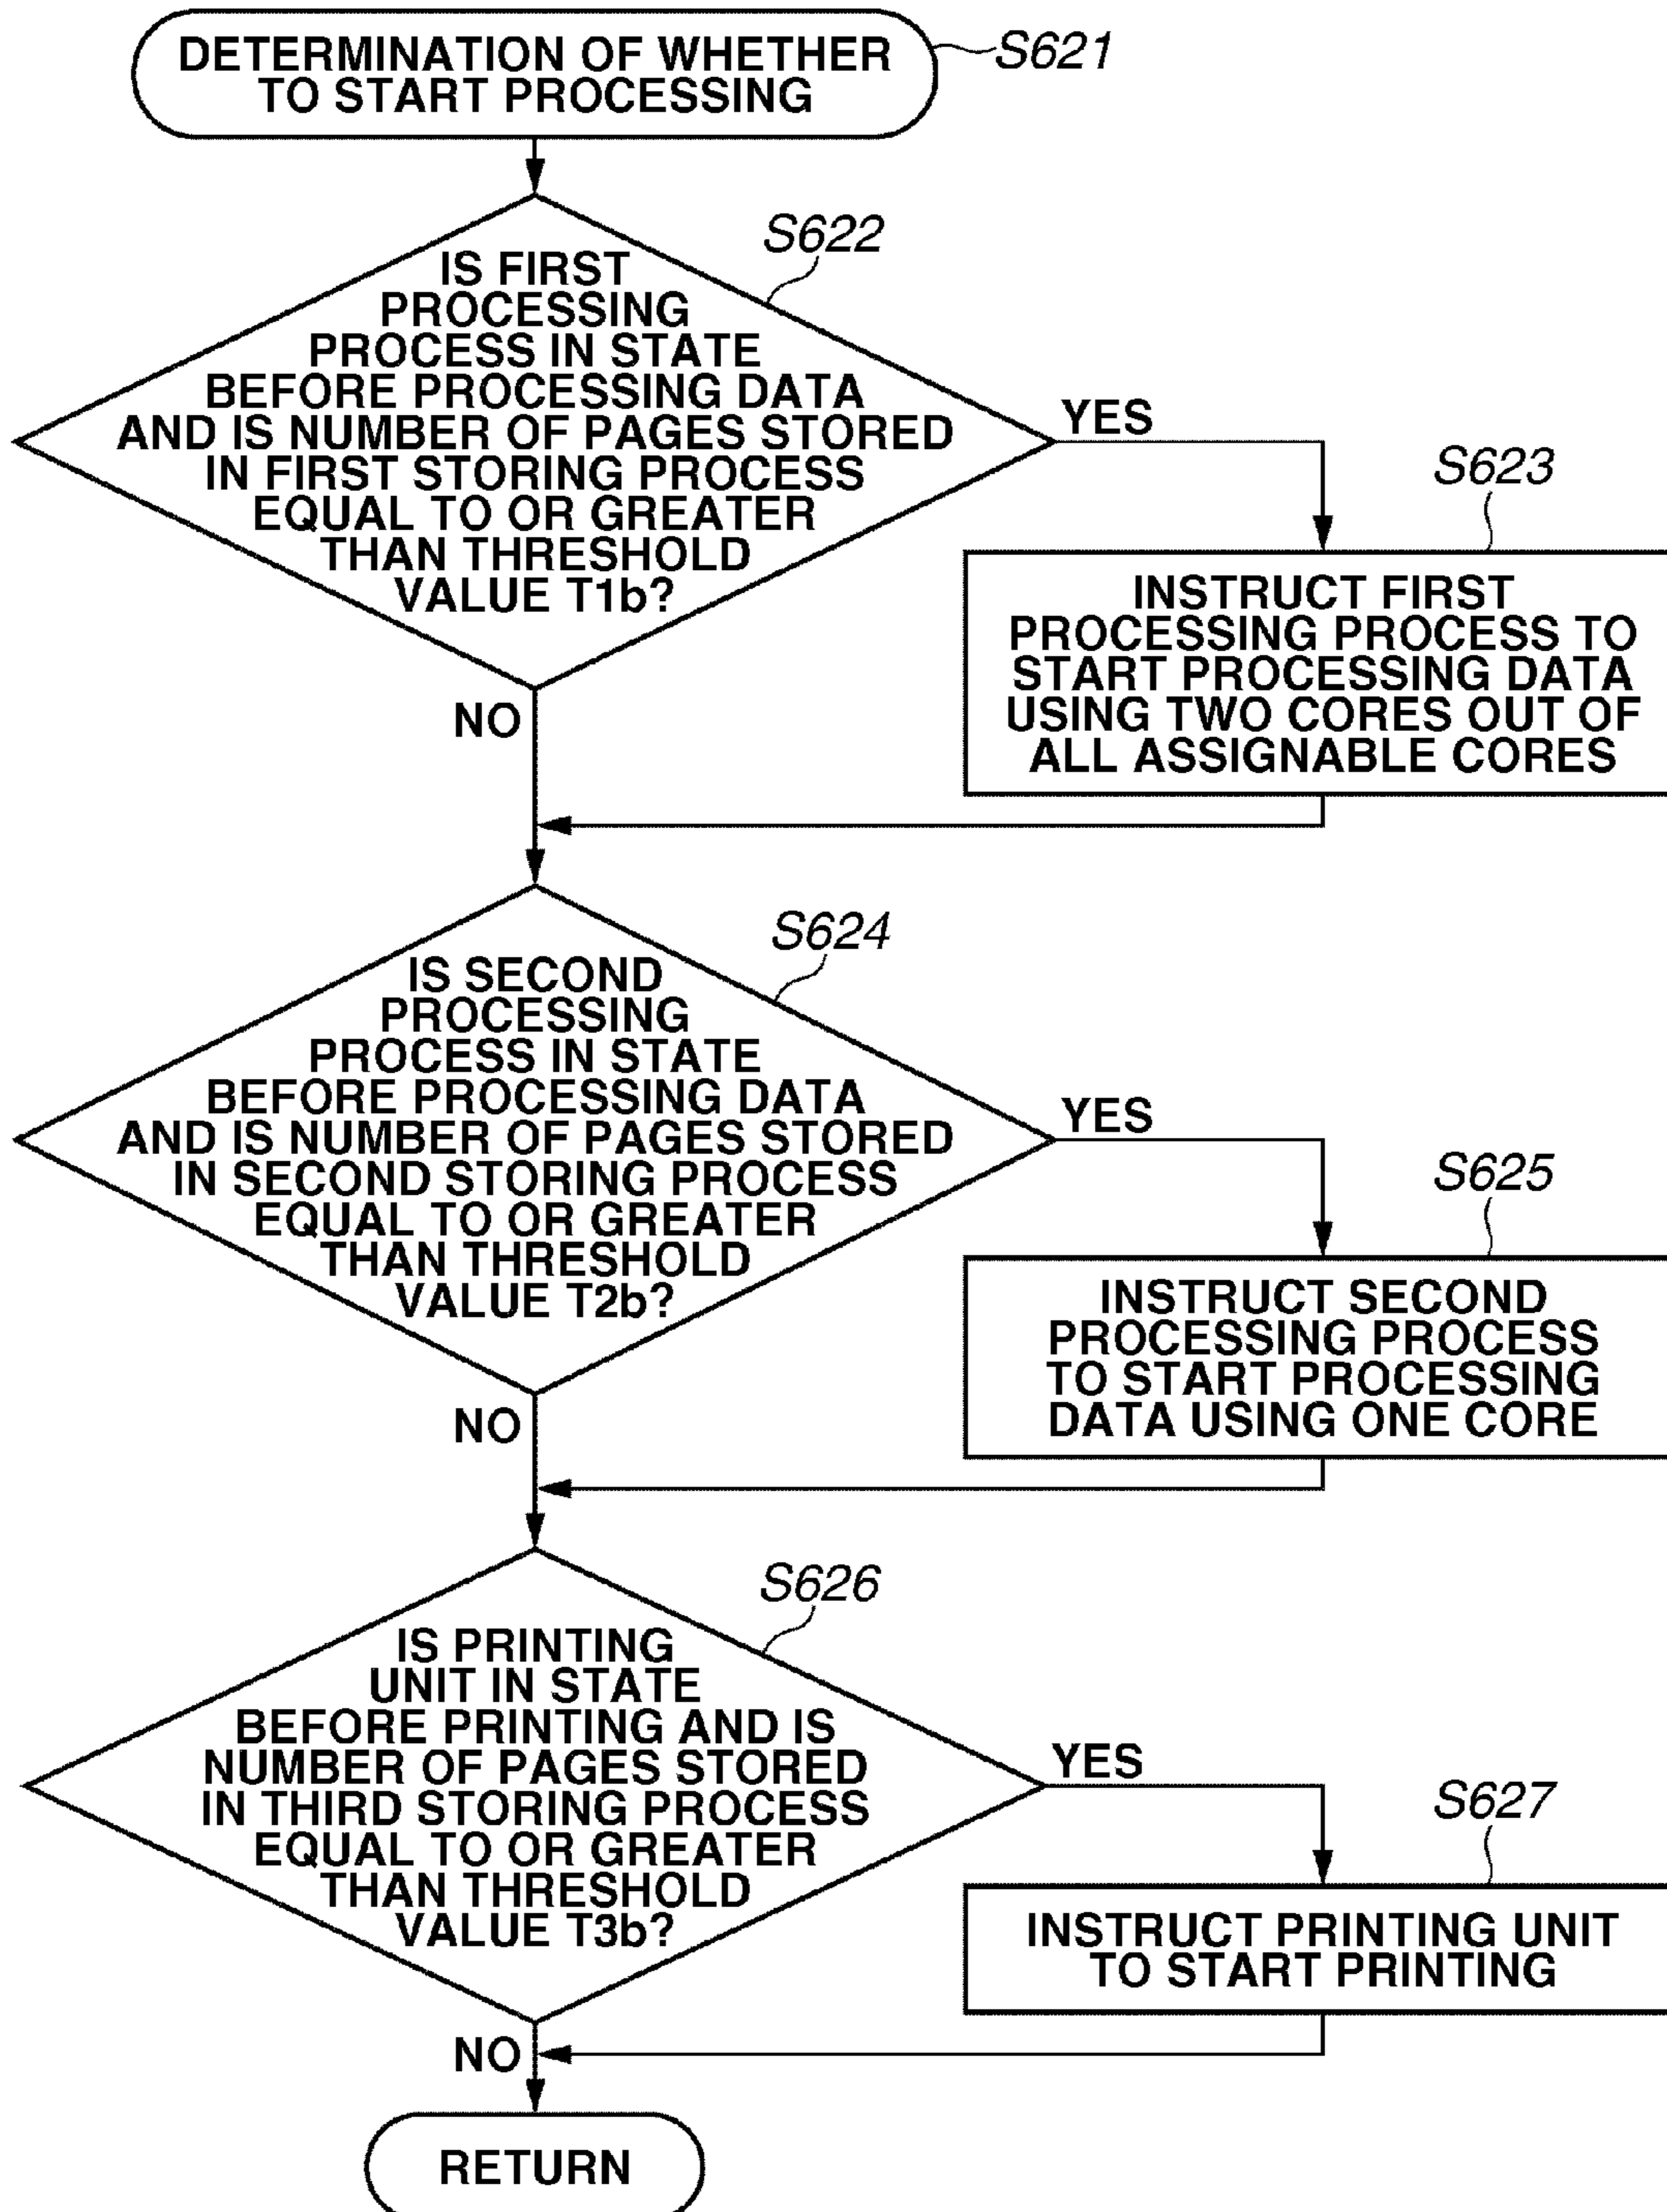 DETERMINATION OF WHETHER
TO START PROCESSING
S621
S622
IS FIRST
PROCESSING
PROCESS IN STATE
BEFORE PROCESSING DATA
AND IS NUMBER OF PAGES STORED
IN FIRST STORING PROCESS
EQUAL TO OR GREATER
THAN THRESHOLD
VALUE T1b?
YES
NO
S623
INSTRUCT FIRST
PROCESSING PROCESS TO
START PROCESSING DATA
USING TWO CORES OUT OF
ALL ASSIGNABLE CORES
S624
IS SECOND
PROCESSING
PROCESS IN STATE
BEFORE PROCESSING DATA
AND IS NUMBER OF PAGES STORED
IN SECOND STORING PROCESS
EQUAL TO OR GREATER
THAN THRESHOLD
VALUE T2b?
YES
NO
S625
INSTRUCT SECOND
PROCESSING PROCESS
TO START PROCESSING
DATA USING ONE CORE
S626
IS PRINTING
UNIT IN STATE
BEFORE PRINTING AND IS
NUMBER OF PAGES STORED
IN THIRD STORING PROCESS
EQUAL TO OR GREATER
THAN THRESHOLD
VALUE T3b?
YES
NO
S627
INSTRUCT PRINTING UNIT
TO START PRINTING
RETURN